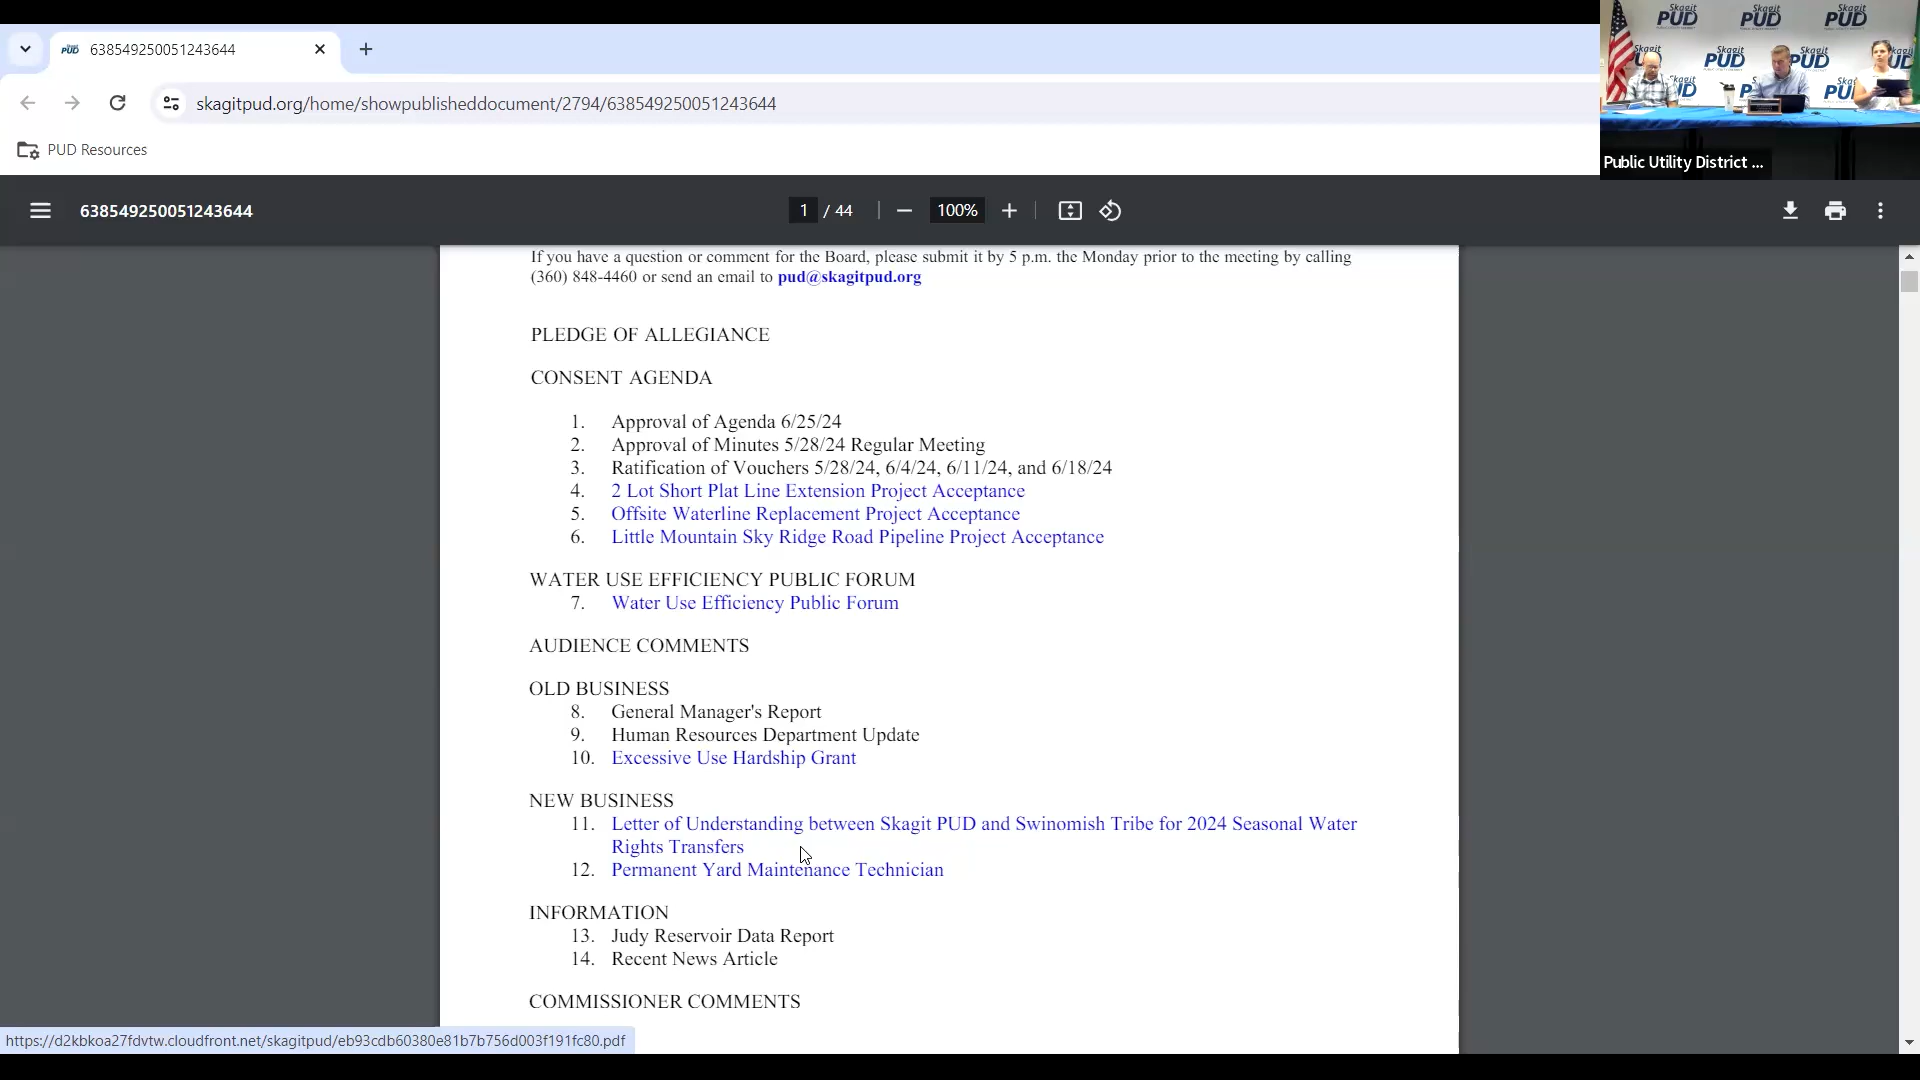 638549250051243644
skagitpud.org/home/showpublisheddocument/2794/638549250051243644
PUD Resources
Skagit PUD Skagit PUD Skagit PUD
Skagit PUD PUD
Public Utility District ...
638549250051243644
1 / 44
100%
If you have a question or comment for the Board, please submit it by 5 p.m. the Monday prior to the meeting by calling
(360) 848-4460 or send an email to pud@skagitpud.org
PLEDGE OF ALLEGIANCE
CONSENT AGENDA
1. Approval of Agenda 6/25/24
2. Approval of Minutes 5/28/24 Regular Meeting
3. Ratification of Vouchers 5/28/24, 6/4/24, 6/11/24, and 6/18/24
4. 2 Lot Short Plat Line Extension Project Acceptance
5. Offsite Waterline Replacement Project Acceptance
6. Little Mountain Sky Ridge Road Pipeline Project Acceptance
WATER USE EFFICIENCY PUBLIC FORUM
7. Water Use Efficiency Public Forum
AUDIENCE COMMENTS
OLD BUSINESS
8. General Manager's Report
9. Human Resources Department Update
10. Excessive Use Hardship Grant
NEW BUSINESS
11. Letter of Understanding between Skagit PUD and Swinomish Tribe for 2024 Seasonal Water
Rights Transfers
12. Permanent Yard Maintenance Technician
INFORMATION
13. Judy Reservoir Data Report
14. Recent News Article
COMMISSIONER COMMENTS
https://d2kbkoa27fdvtw.cloudfront.net/skagitpud/eb93cdb60380e81b7b756d003f191fc80.pdf